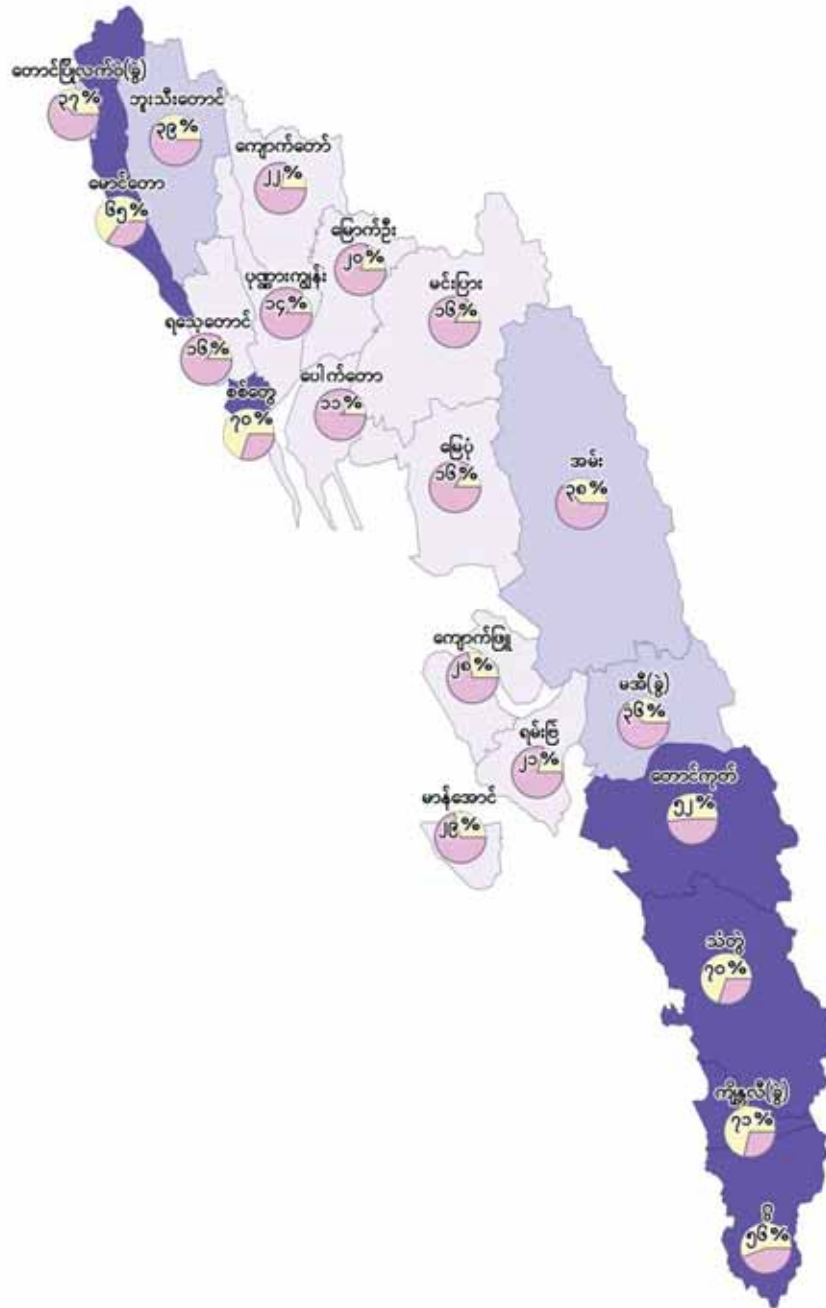 တောင်ပြိုလက်ဝဲ(ခွဲ)
၃၇%
ဘူးသီးတောင်
၃၉%
ကျောက်တော်
၂၂%
မောင်တော
၆၅%
မြောက်ဦး
၂၀%
ပုဏ္ဏားကျွန်း
၁၄%
မင်းပြား
၁၆%
ရသေ့တောင်
၁၆%
ပေါက်တော
၁၁%
စစ်တွေ
၇၀%
မြေပုံ
၁၆%
အမ်း
၃၈%
ကျောက်ဖြူ
၂၈%
မအီ(ခွဲ)
၃၆%
ရမ်းဗြဲ
၂၁%
တောင်ကုတ်
၅၂%
မာန်အောင်
၂၉%
သံတွဲ
၇၀%
ကျိန္တလီ(ခွဲ)
၇၁%
ဂွ
၅၆%